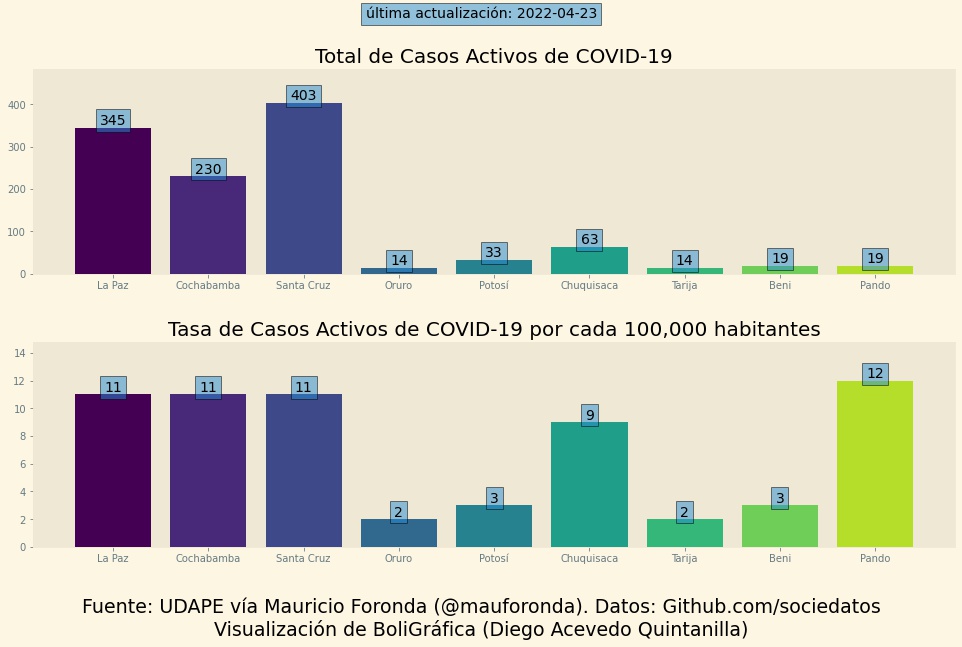 última actualización: 2022-04-23
Total de Casos Activos de COVID-19
400
300
200
100
0
345
230
403
14
33
63
14
19
19
La Paz
Cochabamba
Santa Cruz
Oruro
Potosí
Chuquisaca
Tarija
Beni
Pando
Tasa de Casos Activos de COVID-19 por cada 100,000 habitantes
14
12
10
8
6
4
2
0
11
11
11
2
3
9
2
3
12
La Paz
Cochabamba
Santa Cruz
Oruro
Potosí
Chuquisaca
Tarija
Beni
Pando
Fuente: UDAPE vía Mauricio Foronda (@mauforonda). Datos: Github.com/sociedatos
Visualización de BoliGráfica (Diego Acevedo Quintanilla)